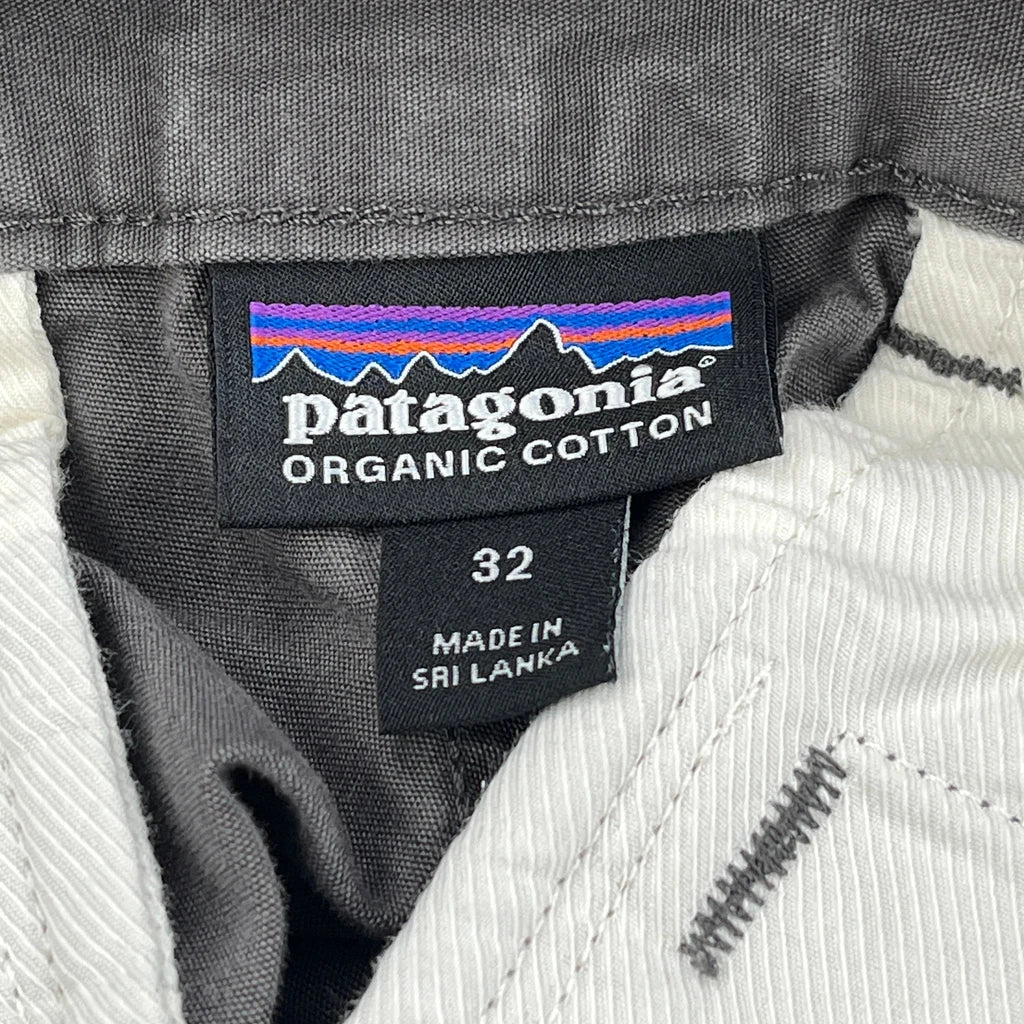 patagonia®
ORGANIC COTTON
32
MADE IN
SRI LANKA